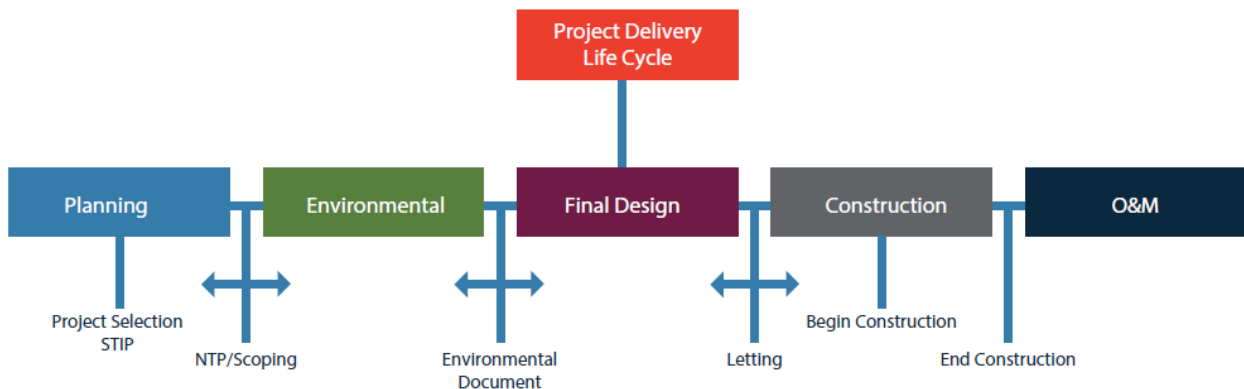 Project Delivery
Life Cycle
Planning
Environmental
Final Design
Construction
O&M
Project Selection
STIP
NTP/Scoping
Environmental
Document
Letting
Begin Construction
End Construction